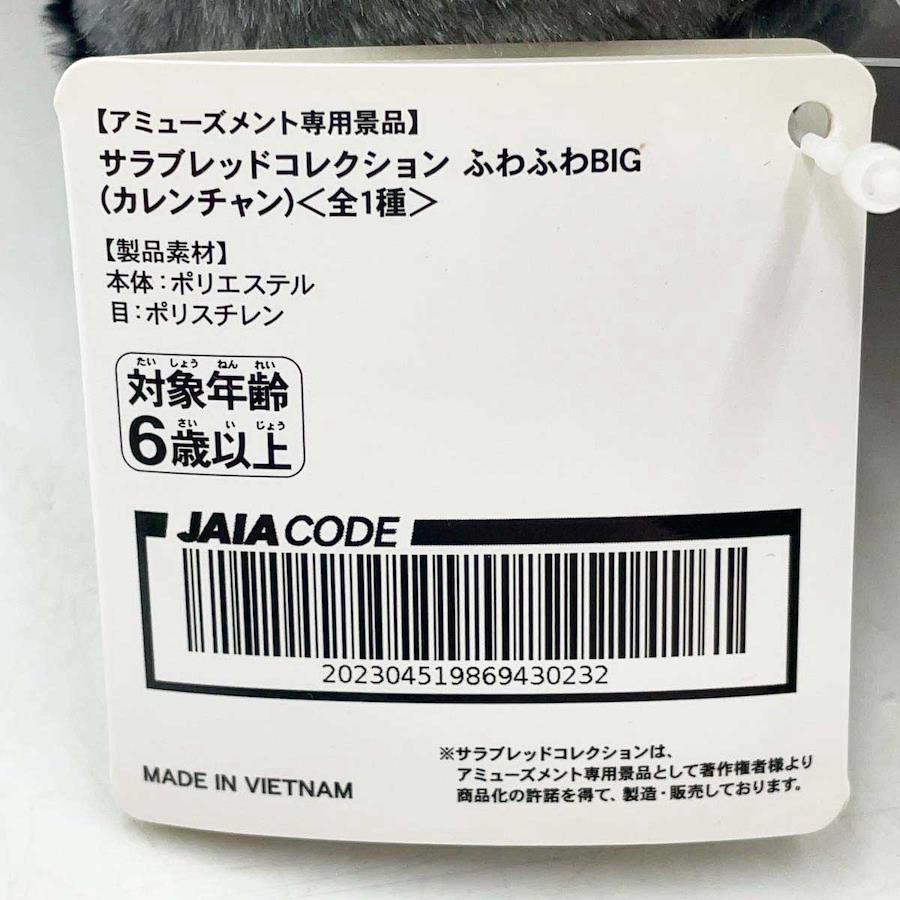 【アミューズメント専用景品】
サラブレッドコレクション ふわふわBIG
(カレンチャン)<全1種>
【製品素材】
本体：ポリエステル
目：ポリスチレン
たい しょう ねん れい
対象年齢
さい い じょう
6歳以上
JAIA CODE
2023045198694302​32
MADE IN VIETNAM
※サラブレッドコレクションは、
アミューズメント専用景品として著作権者様より
商品化の許諾を得て、製造・販売しております。